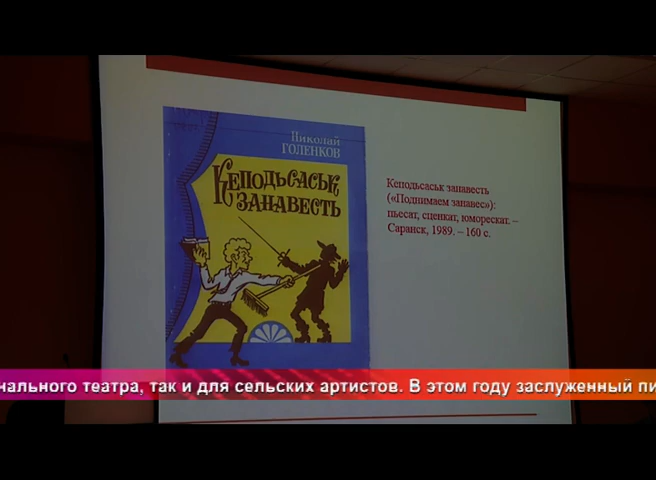 Николай
ГОЛЕНКОВ
КЕПОДЬСАСЬК
ЗАНАВЕСТЬ
Кеподьсаськ занавесть
(«Поднимаем занавес»):
пьесат, сценкат, юморескат. –
Саранск, 1989. – 160 с.
нального театра, так и для сельских артистов. В этом году заслуженный пи